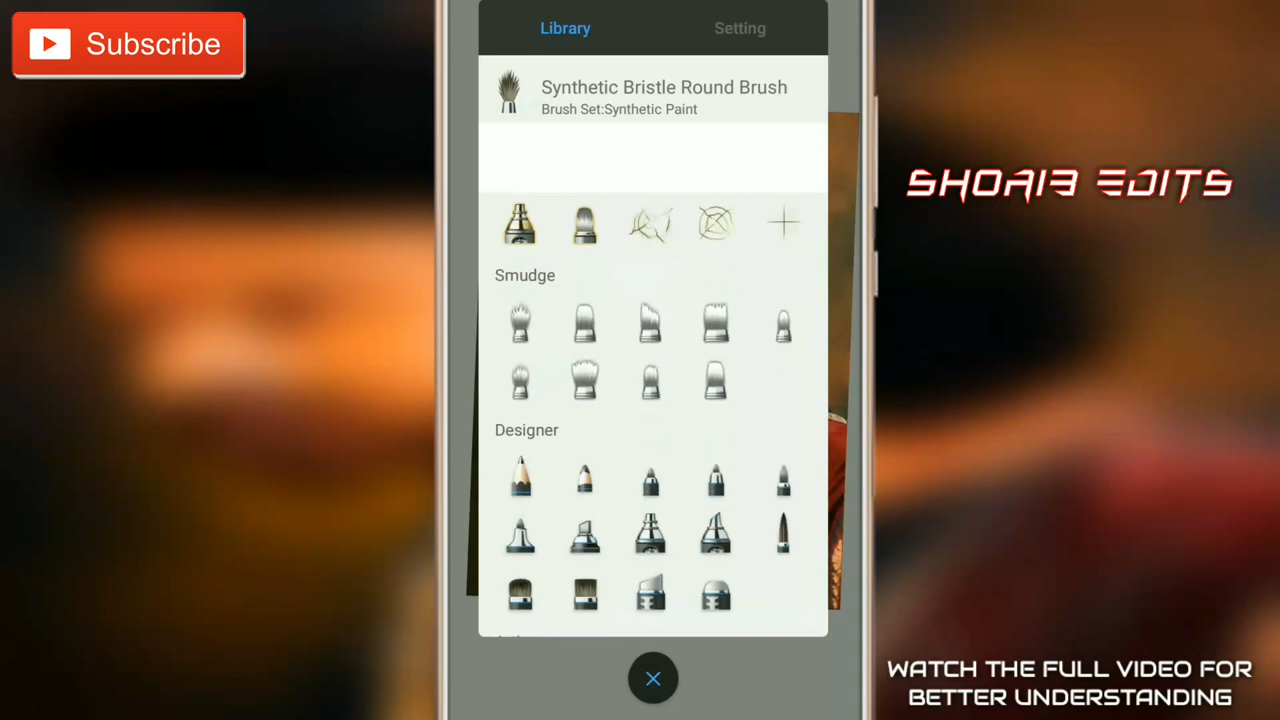 Subscribe
Library
Setting
Synthetic Bristle Round Brush
Brush Set:Synthetic Paint
SHOAIB EDITS
Smudge
Designer
WATCH THE FULL VIDEO FOR
BETTER UNDERSTANDING